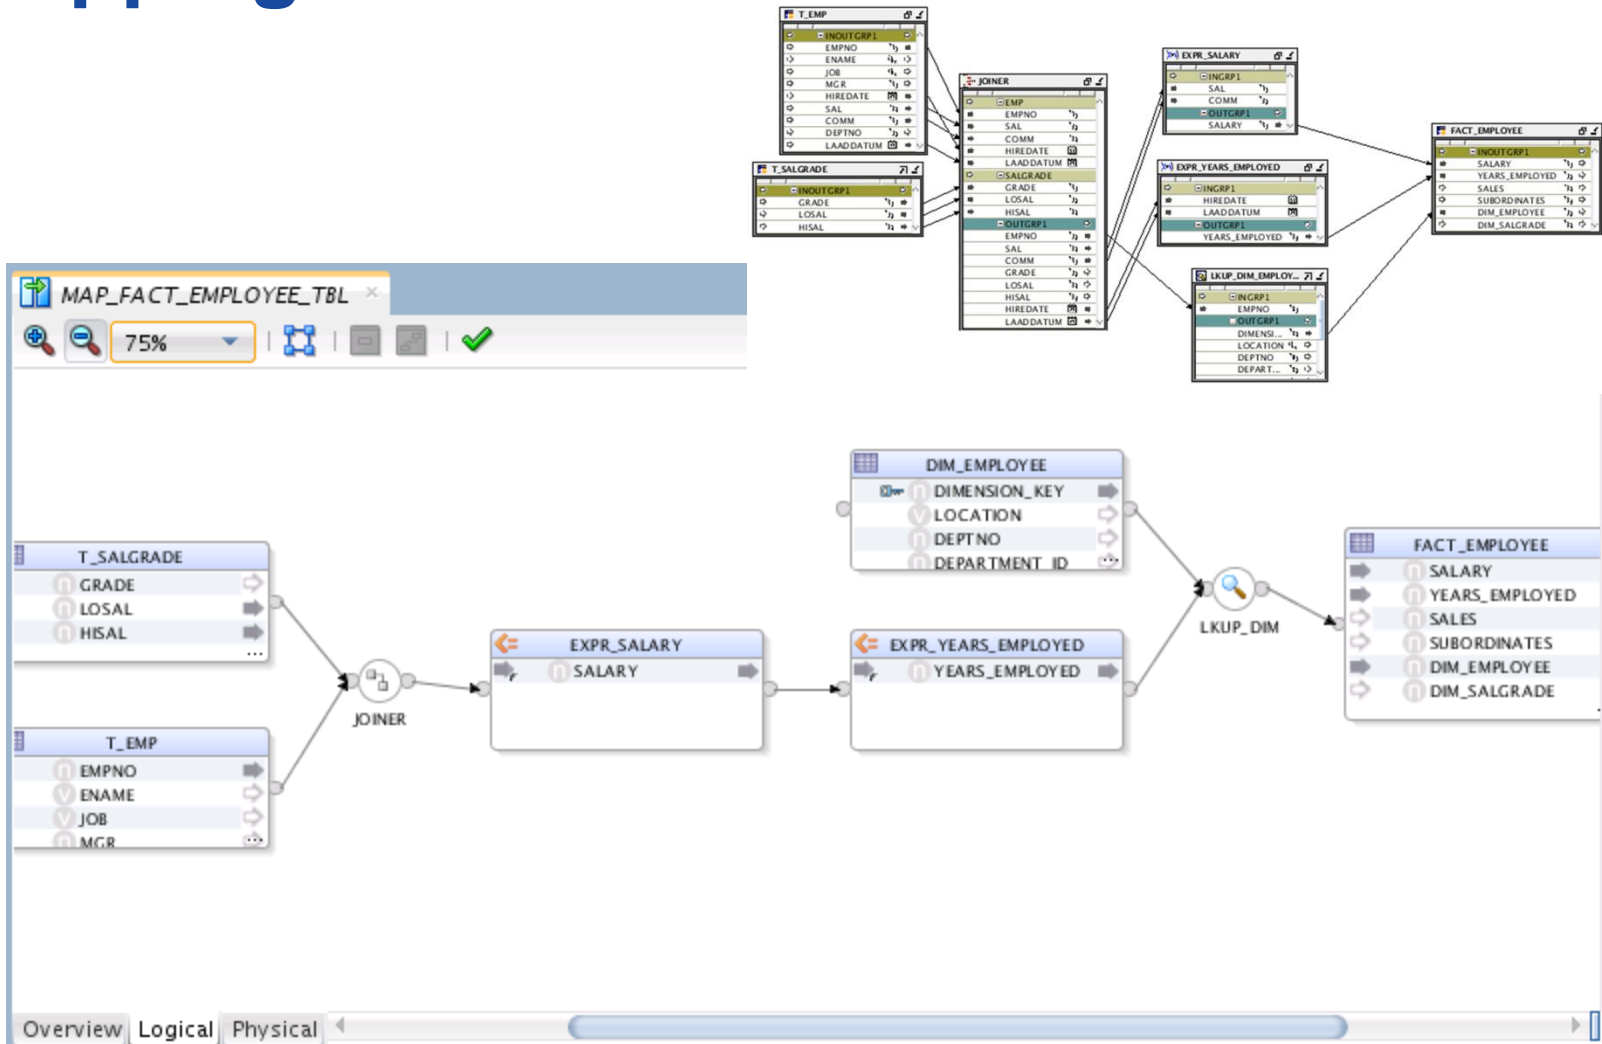 T_EMP
INOUTGRP1
EMPNO
ENAME
JOB
MGR
HIREDATE
SAL
COMM
DEPTNO
LAADDATUM
T_SALGRADE
INOUTGRP1
GRADE
LOSAL
HISAL
JOINER
EMP
EMPNO
SAL
COMM
HIREDATE
LAADDATUM
SALGRADE
GRADE
LOSAL
HISAL
OUTGRP1
EMPNO
SAL
COMM
GRADE
LOSAL
HISAL
HIREDATE
LAADDATUM
EXPR_SALARY
INGRP1
SAL
COMM
OUTGRP1
SALARY
EXPR_YEARS_EMPLOYED
INGRP1
HIREDATE
LAADDATUM
OUTGRP1
YEARS_EMPLOYED
LKUP_DIM_EMPLOY...
INGRP1
EMPNO
OUTGRP1
DIMENSI...
LOCATION
DEPTNO
DEPART...
FACT_EMPLOYEE
INOUTGRP1
SALARY
YEARS_EMPLOYED
SALES
SUBORDINATES
DIM_EMPLOYEE
DIM_SALGRADE
MAP_FACT_EMPLOYEE_TBL
75%
T_SALGRADE
GRADE
LOSAL
HISAL
...
T_EMP
EMPNO
ENAME
JOB
MGR
JOINER
EXPR_SALARY
SALARY
DIM_EMPLOYEE
DIMENSION_KEY
LOCATION
DEPTNO
DEPARTMENT_ID
EXPR_YEARS_EMPLOYED
YEARS_EMPLOYED
LKUP_DIM
FACT_EMPLOYEE
SALARY
YEARS_EMPLOYED
SALES
SUBORDINATES
DIM_EMPLOYEE
DIM_SALGRADE
Overview Logical Physical